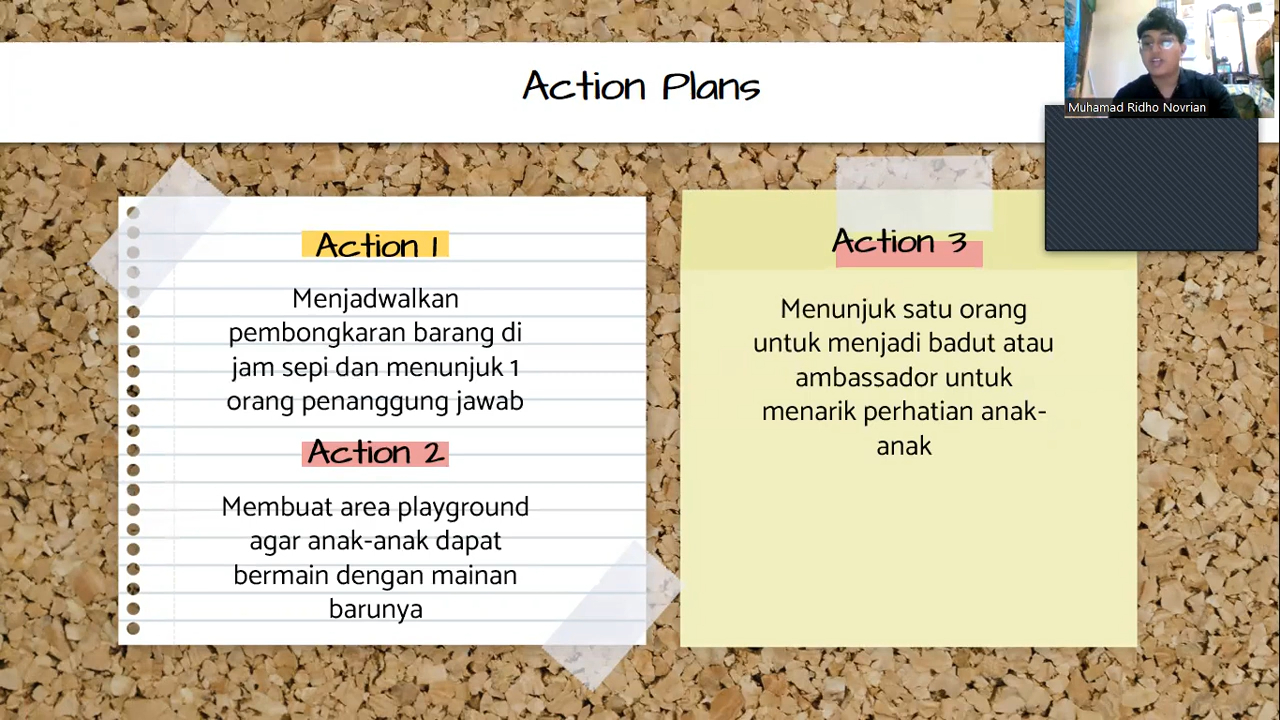 Action Plans
Muhamad Ridho Novrian
Action 1
Menjadwalkan
pembongkaran barang di
jam sepi dan menunjuk 1
orang penanggung jawab
Action 2
Membuat area playground
agar anak-anak dapat
bermain dengan mainan
barunya
Action 3
Menunjuk satu orang
untuk menjadi badut atau
ambassador untuk
menarik perhatian anak-
anak